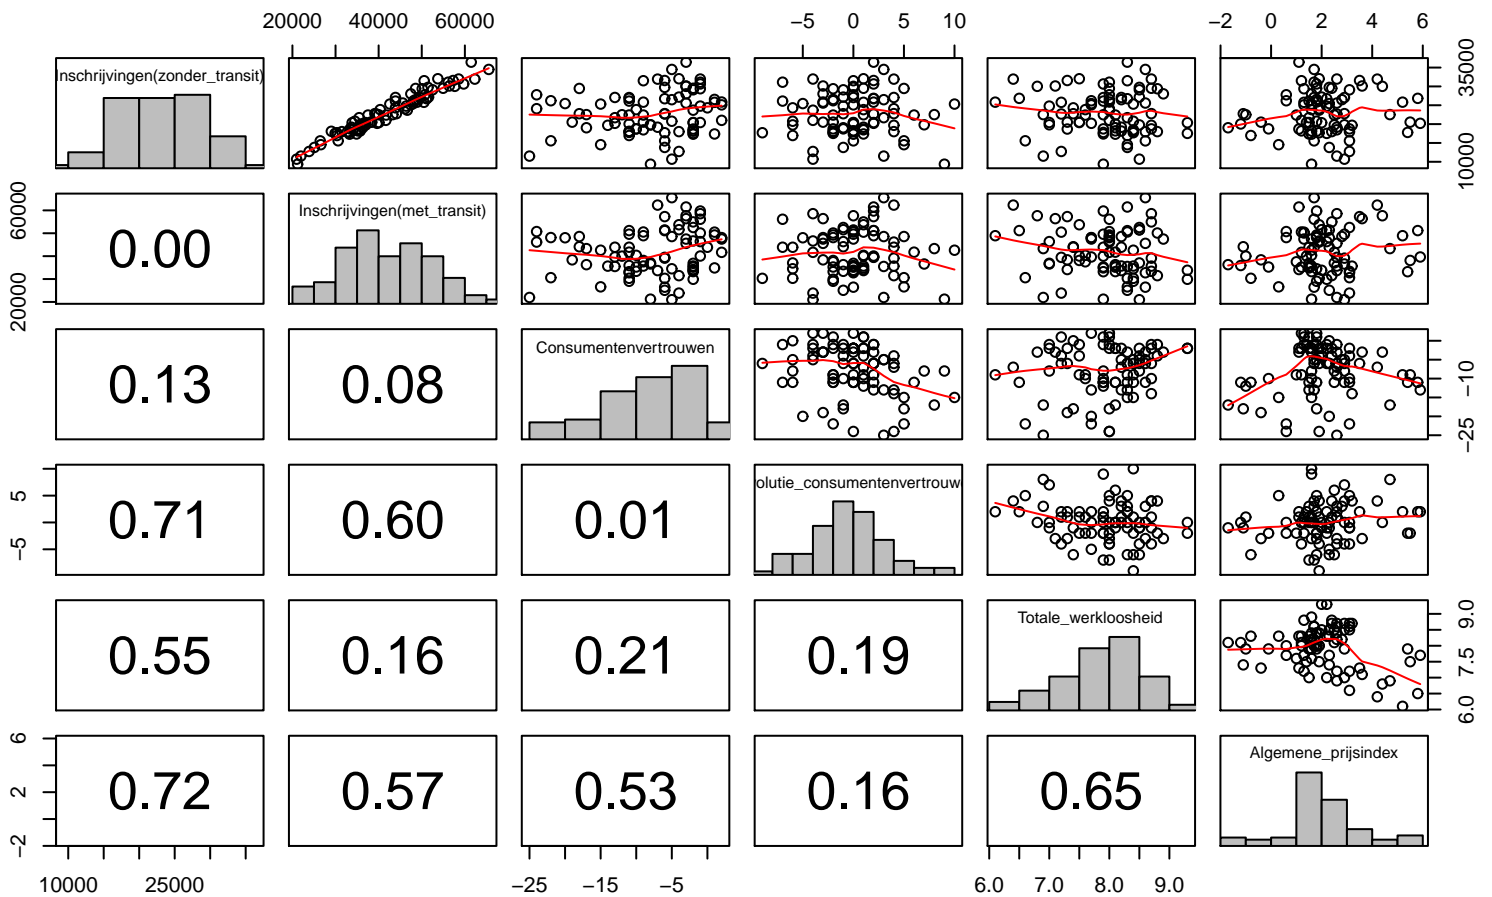 20000 40000 60000
−5 0 5 10
−2 0 2 4 6
Inschrijvingen(zonder_transit)
10000 35000
20000 60000
0.00
Inschrijvingen(met_transit)
0.13
0.08
Consumentenvertrouwen
−25 −10
−5 5
0.71
0.60
0.01
olutie_consumentenvertrouw
0.55
0.16
0.21
0.19
Totale_werkloosheid
6.0 7.5 9.0
−2 2 6
0.72
0.57
0.53
0.16
0.65
Algemene_prijsindex
10000 25000
−25 −15 −5
6.0 7.0 8.0 9.0